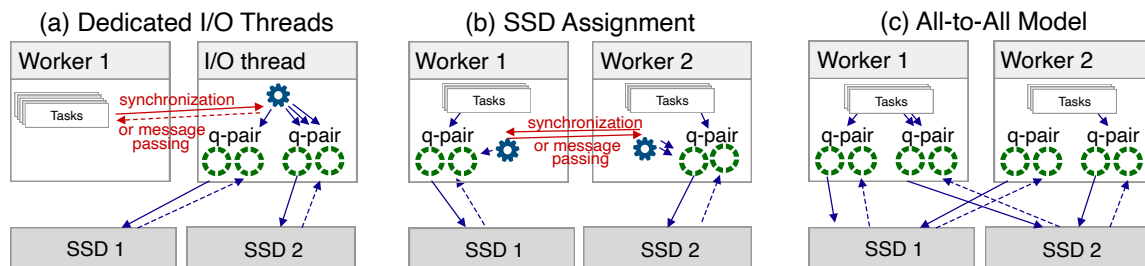 (a) Dedicated I/O Threads
Worker 1
I/O thread
Tasks
synchronization
or message
passing
q-pair
q-pair
SSD 1
SSD 2
(b) SSD Assignment
Worker 1
Worker 2
Tasks
Tasks
synchronization
or message
passing
q-pair
q-pair
SSD 1
SSD 2
(c) All-to-All Model
Worker 1
Worker 2
Tasks
Tasks
q-pair
q-pair
q-pair
q-pair
SSD 1
SSD 2